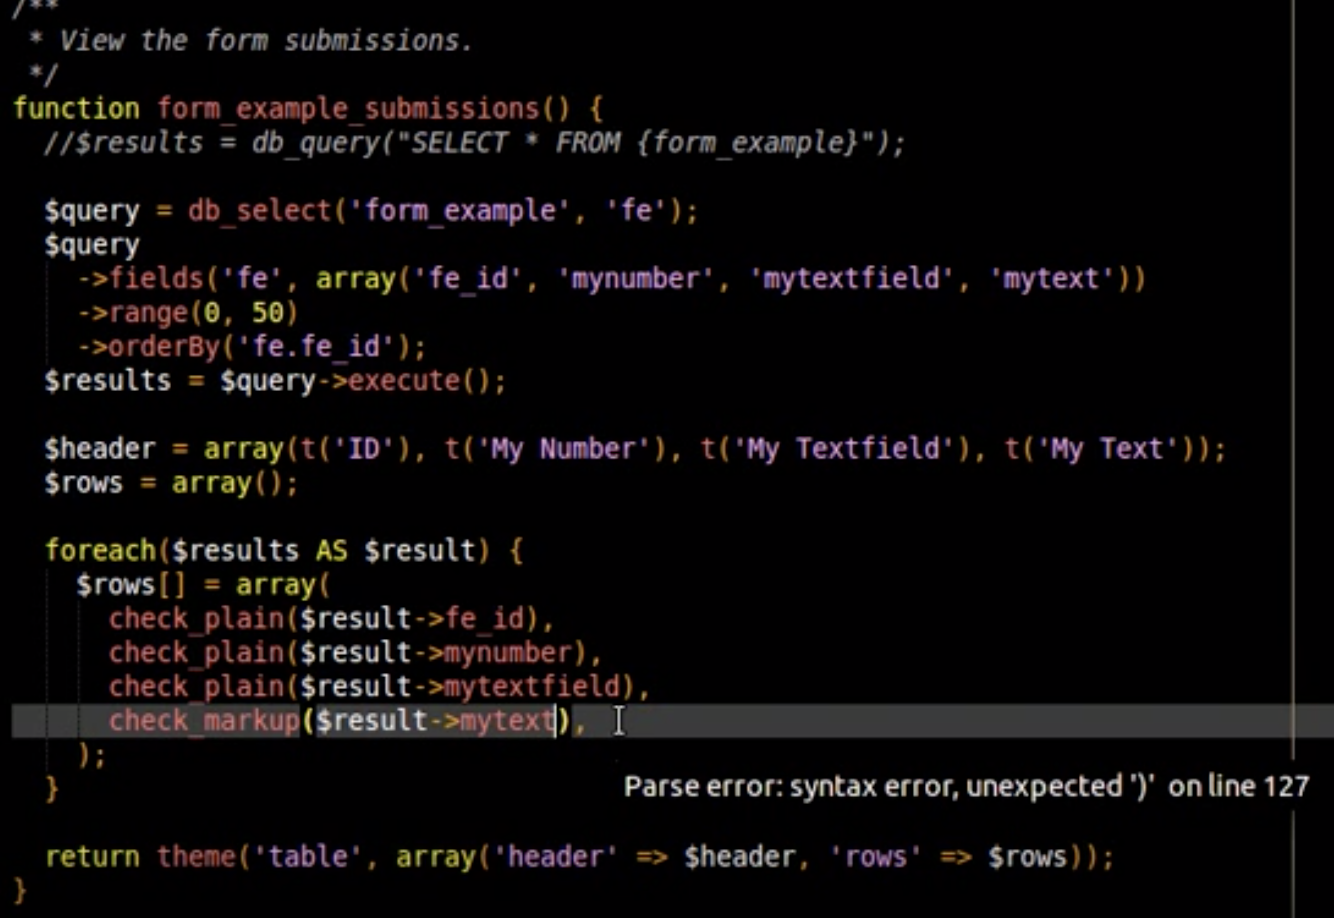 /**
 * View the form submissions.
 */
function form_example_submissions() {
  //$results = db_query("SELECT * FROM {form_example}");

  $query = db_select('form_example', 'fe');
  $query
    ->fields('fe', array('fe_id', 'mynumber', 'mytextfield', 'mytext'))
    ->range(0, 50)
    ->orderBy('fe.fe_id');
  $results = $query->execute();

  $header = array(t('ID'), t('My Number'), t('My Textfield'), t('My Text'));
  $rows = array();

  foreach($results AS $result) {
    $rows[] = array(
      check_plain($result->fe_id),
      check_plain($result->mynumber),
      check_plain($result->mytextfield),
      check_markup($result->mytext),
    );
  }
Parse error: syntax error, unexpected ')' on line 127

  return theme('table', array('header' => $header, 'rows' => $rows));
}